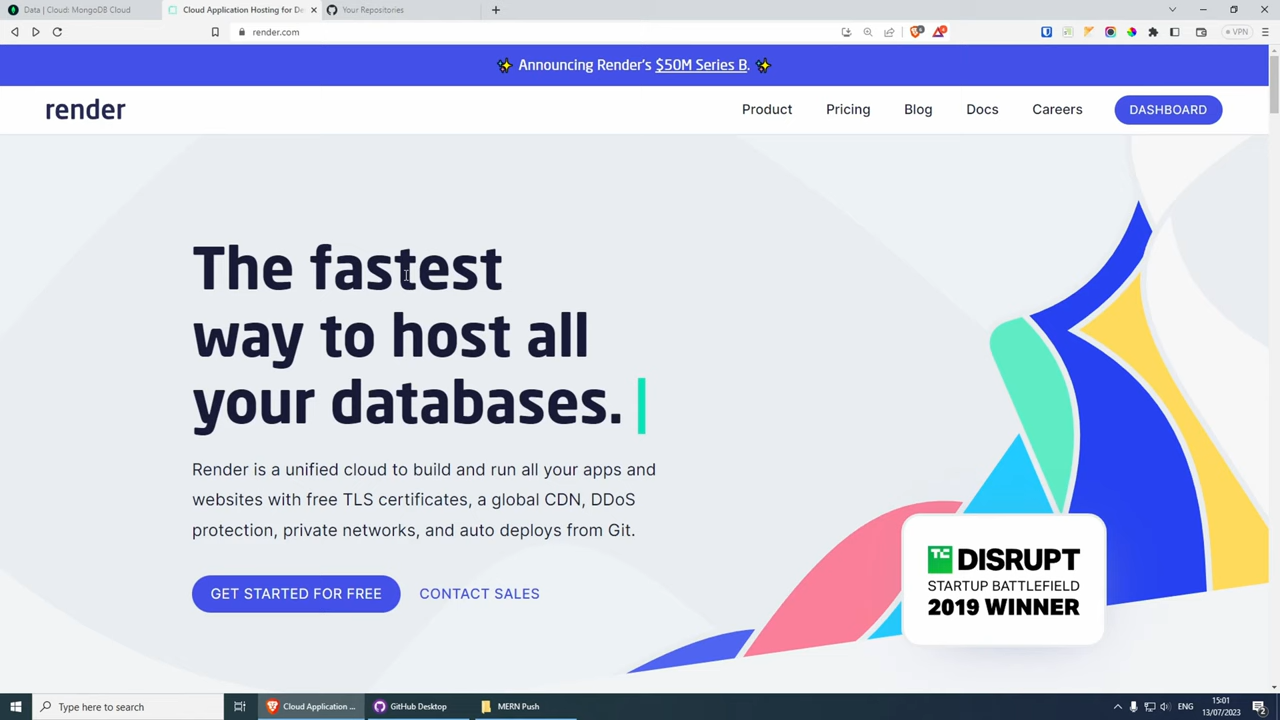 Data | Cloud: MongoDB Cloud
Cloud Application Hosting for De
Your Repositories
render.com
VPN
✨ Announcing Render's $50M Series B. ✨
render
Product
Pricing
Blog
Docs
Careers
DASHBOARD
The fastest
way to host all
your databases.
Render is a unified cloud to build and run all your apps and
websites with free TLS certificates, a global CDN, DDoS
protection, private networks, and auto deploys from Git.
GET STARTED FOR FREE
CONTACT SALES
TC DISRUPT
STARTUP BATTLEFIELD
2019 WINNER
Type here to search
Cloud Application ...
GitHub Desktop
MERN Push
ENG
15:01
13/07/2023
2